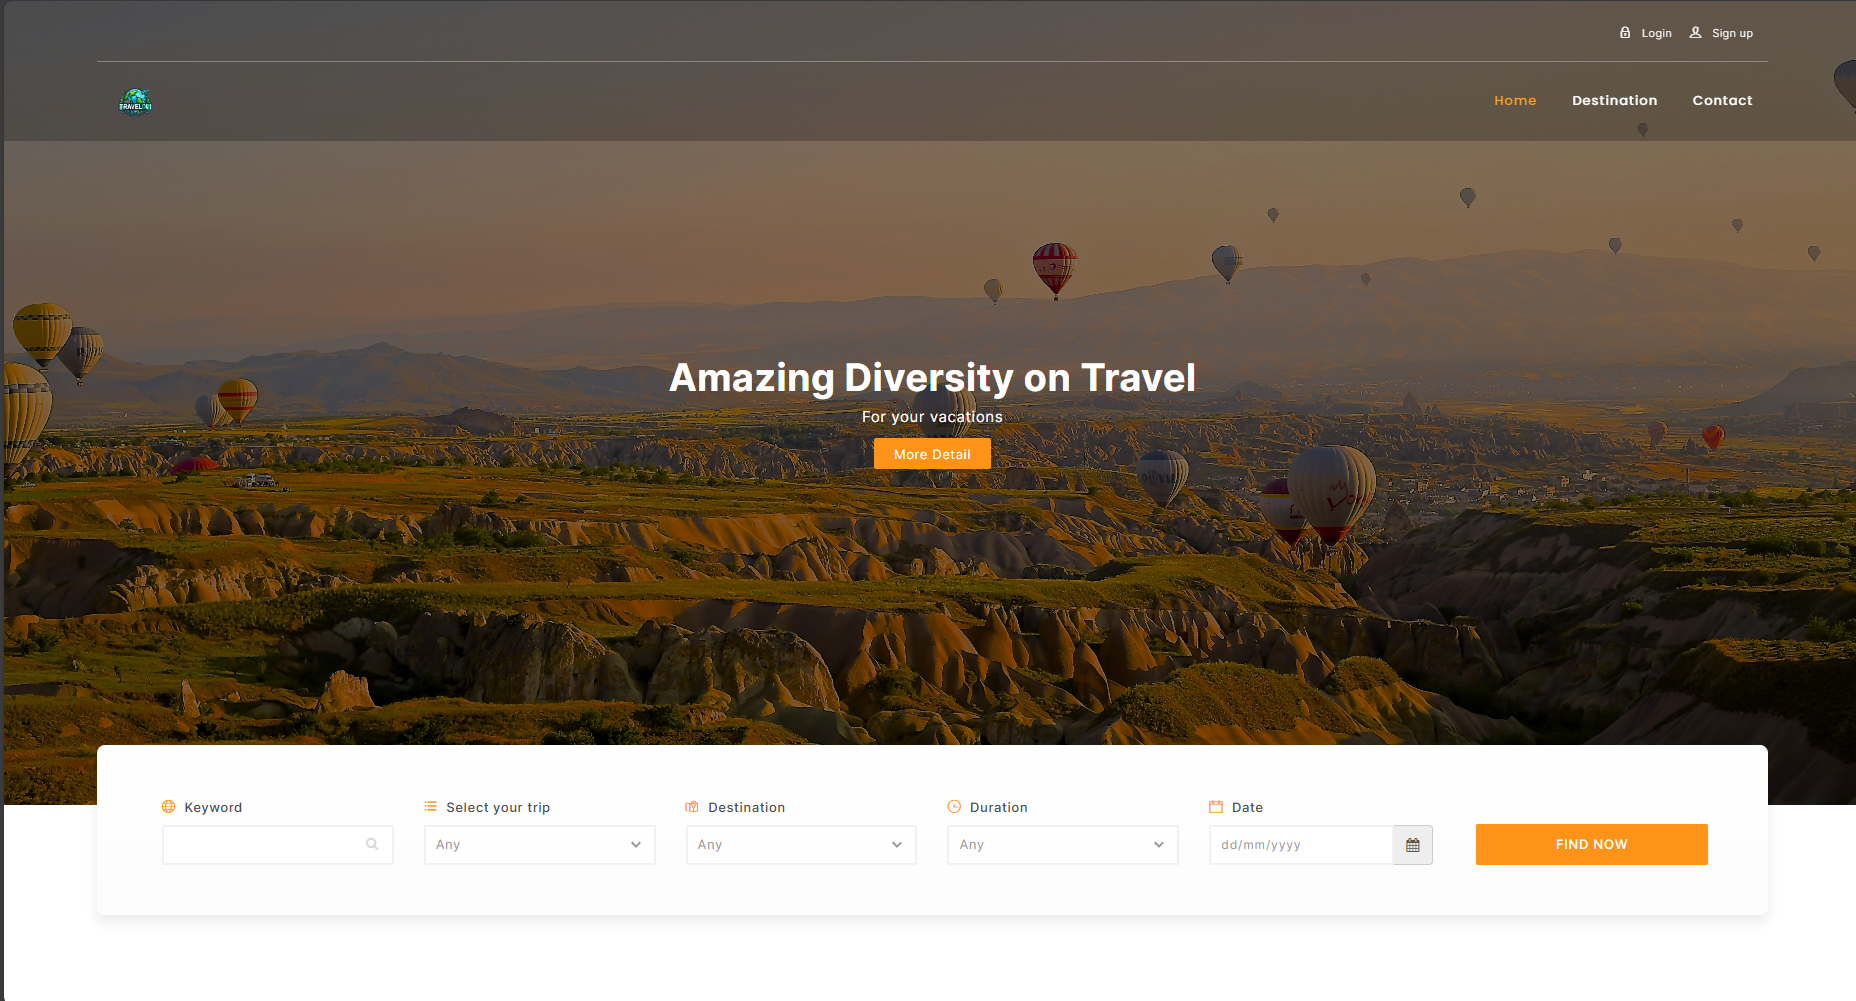 Login Sign up
TRAVEL
Home Destination Contact
Amazing Diversity on Travel
For your vacations
More Detail
Keyword Select your trip Destination Duration Date
Any Any Any dd/mm/yyyy FIND NOW